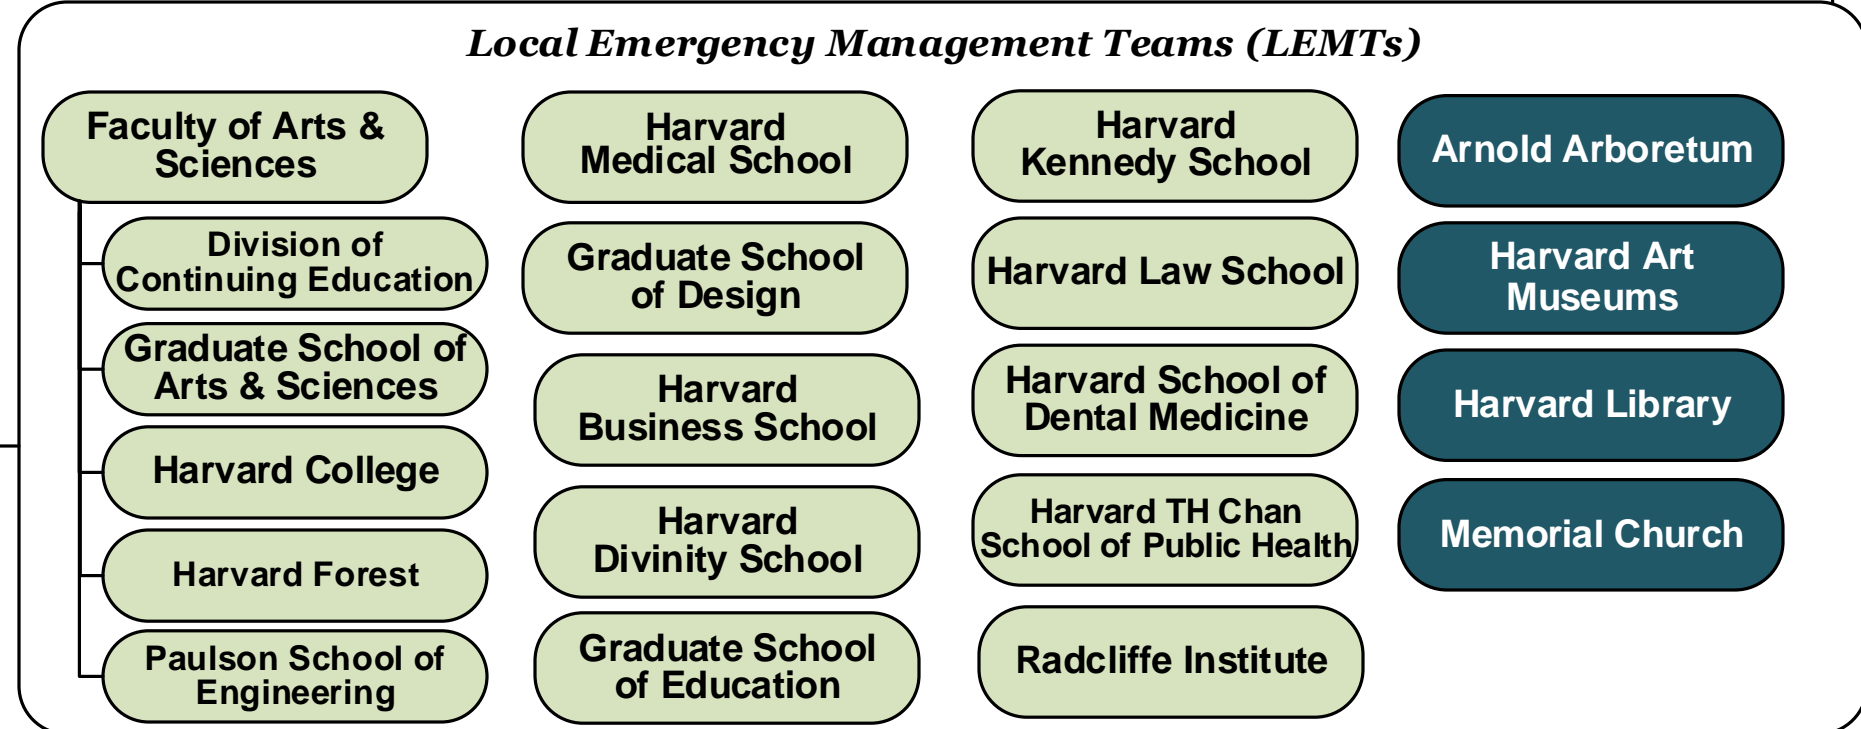 Local Emergency Management Teams (LEMTs)
Faculty of Arts &
Sciences
Division of
Continuing Education
Graduate School of
Arts & Sciences
Harvard College
Harvard Forest
Paulson School of
Engineering
Harvard
Medical School
Graduate School
of Design
Harvard
Business School
Harvard
Divinity School
Graduate School
of Education
Harvard
Kennedy School
Harvard Law School
Harvard School of
Dental Medicine
Harvard TH Chan
School of Public Health
Radcliffe Institute
Arnold Arboretum
Harvard Art
Museums
Harvard Library
Memorial Church